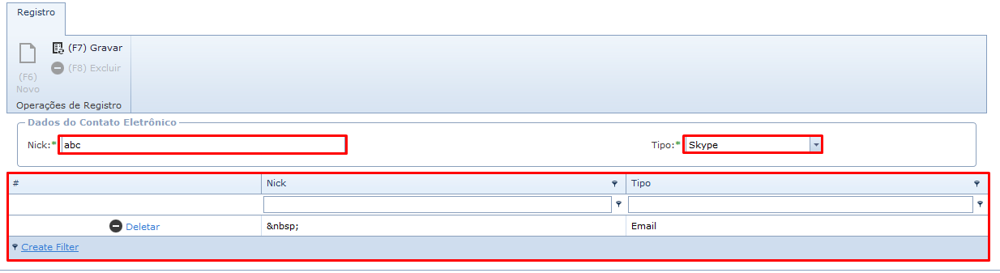 Registro
(F6)
Novo
(F7) Gravar
(F8) Excluir
Operações de Registro
Dados do Contato Eletrônico
Nick:* abc Tipo:* Skype
# Nick Tipo
Deletar &nbsp; Email
Create Filter